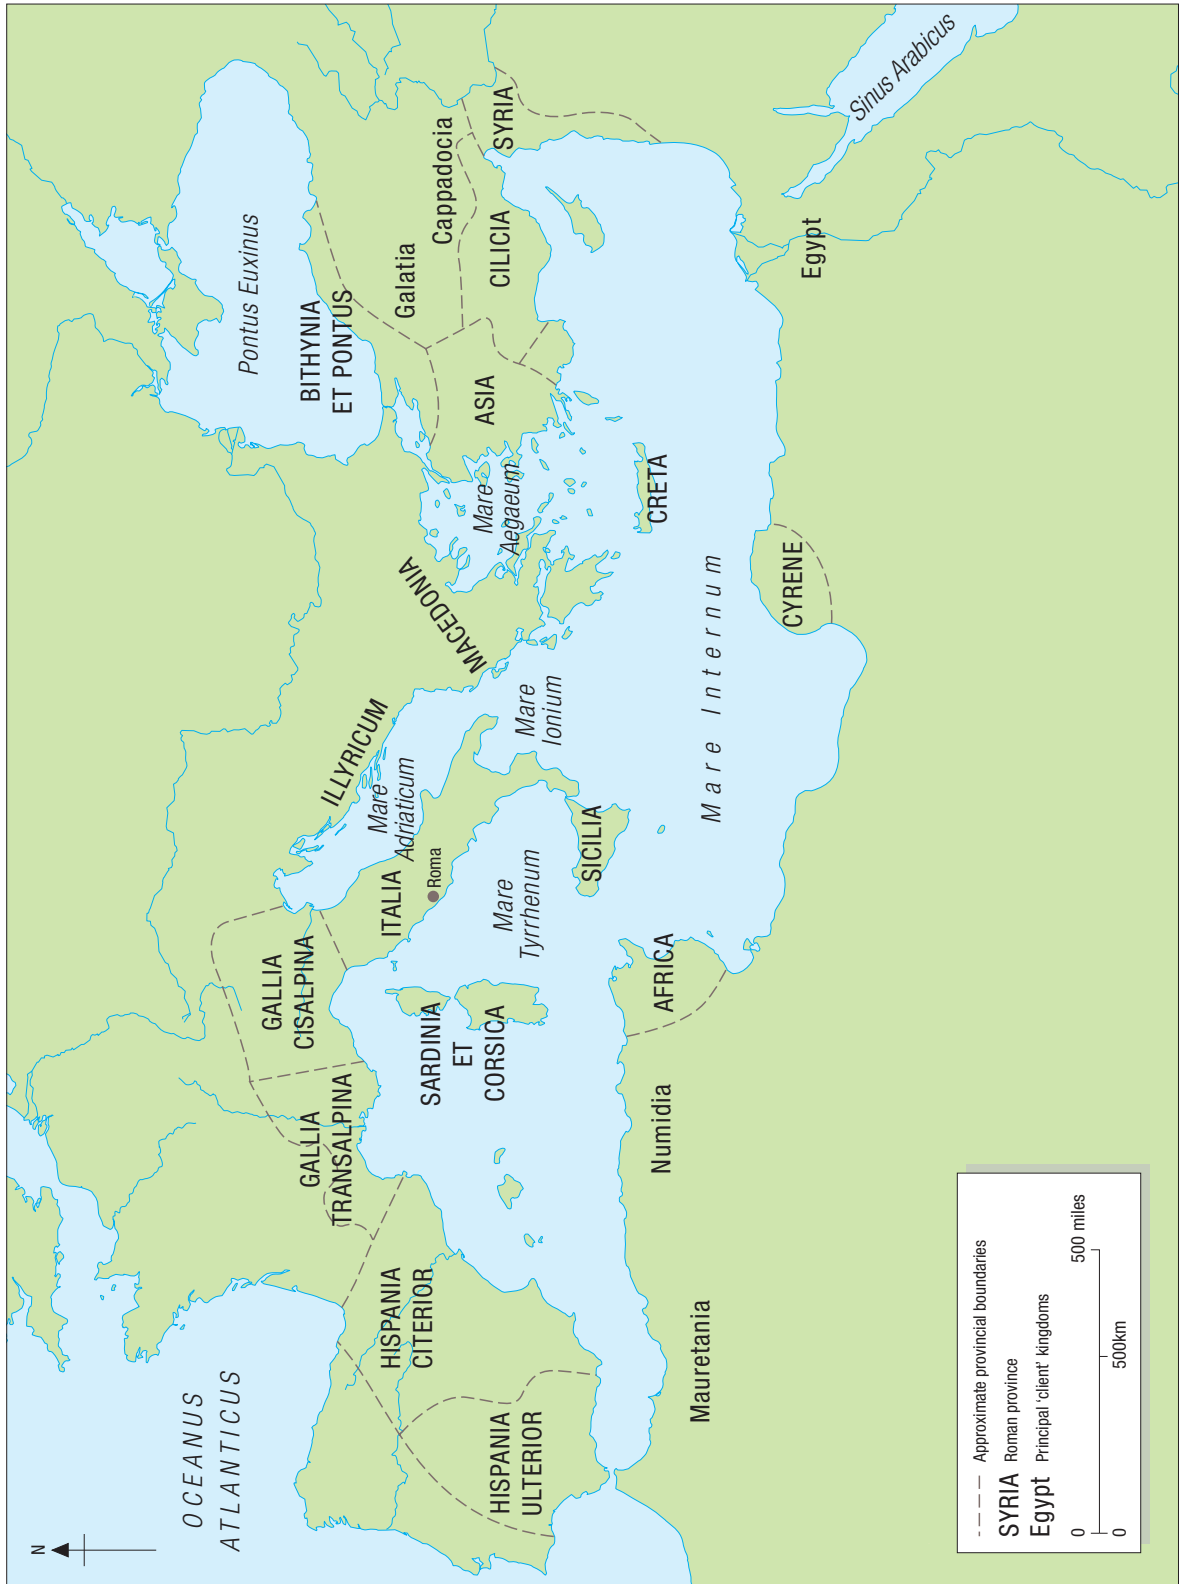 N
OCEANUS
ATLANTICUS
Pontus Euxinus
BITHYNIA
ET PONTUS
Galatia
Cappadocia
CILICIA
SYRIA
ASIA
Mare
Aegaeum
MACEDONIA
ILLYRICUM
Mare
Adriaticum
GALLIA
CISALPINA
GALLIA
TRANSALPINA
ITALIA
Roma
HISPANIA
CITERIOR
HISPANIA
ULTERIOR
SARDINIA
ET
CORSICA
Mare
Tyrrhenum
Mare
Ionium
SICILIA
CRETA
Mare Internum
AFRICA
Numidia
Mauretania
CYRENE
Egypt
Sinus Arabicus
Approximate provincial boundaries
SYRIA Roman province
Egypt Principal 'client' kingdoms
0 500 miles
0 500km